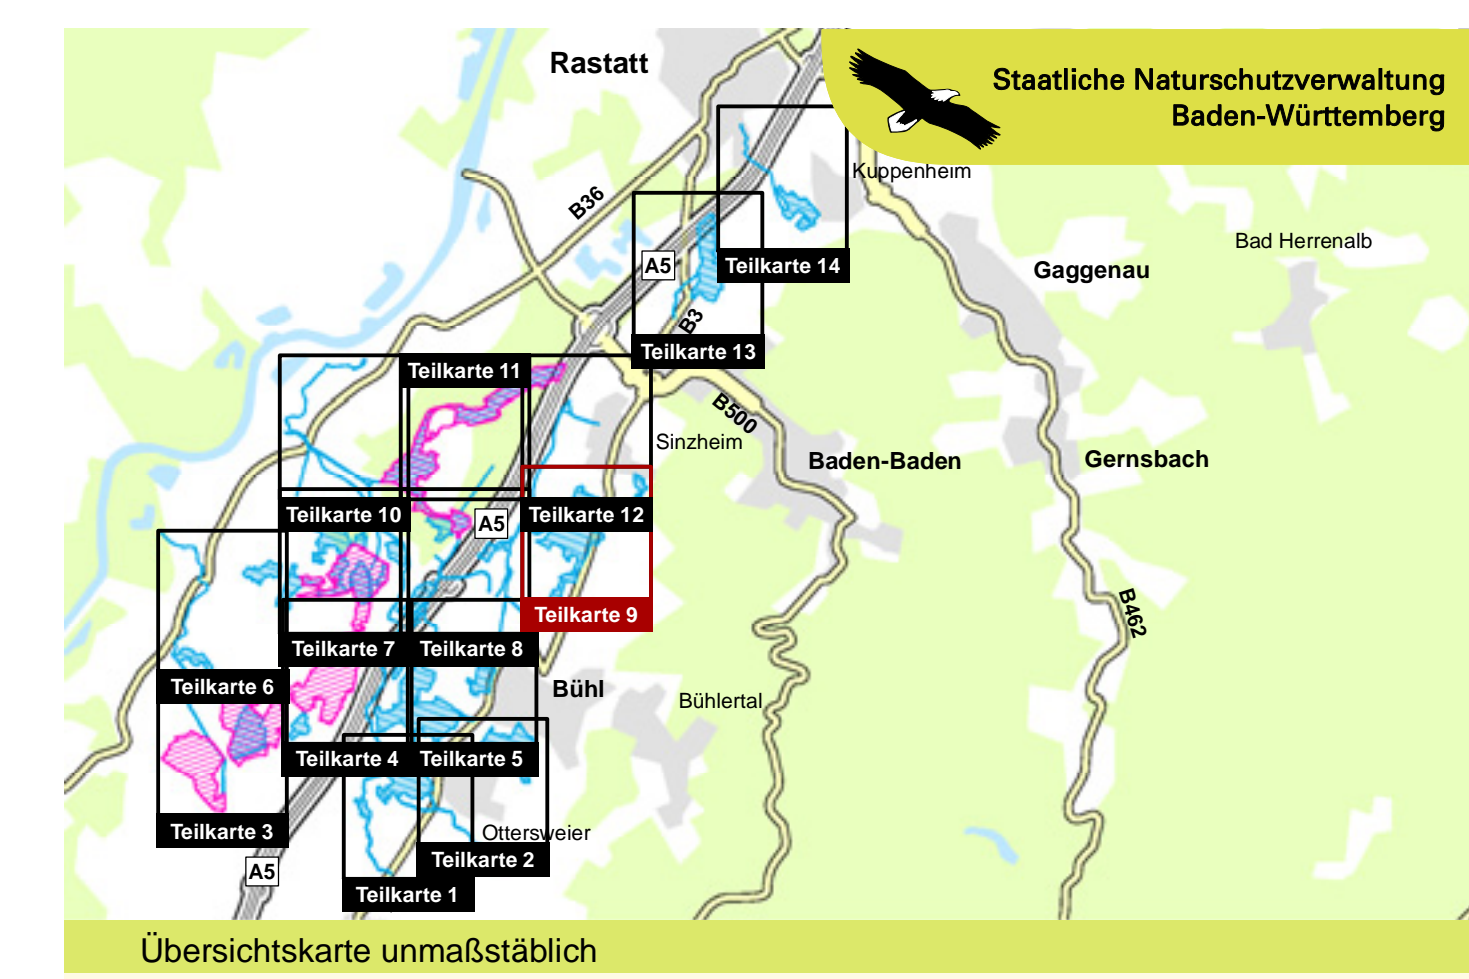 Rastatt
Staatliche Naturschutzverwaltung
Baden-Württemberg
Kuppenheim
B36
Bad Herrenalb
A5
Teilkarte 14
Gaggenau
B3
Teilkarte 13
Teilkarte 11
B500
Sinzheim
Baden-Baden
Gernsbach
Teilkarte 10
A5
Teilkarte 12
Teilkarte 9
B462
Teilkarte 7
Teilkarte 8
Teilkarte 6
Bühl
Bühlertal
Teilkarte 4
Teilkarte 5
Teilkarte 3
Ottersweier
Teilkarte 2
A5
Teilkarte 1
Übersichtskarte unmaßstäblich